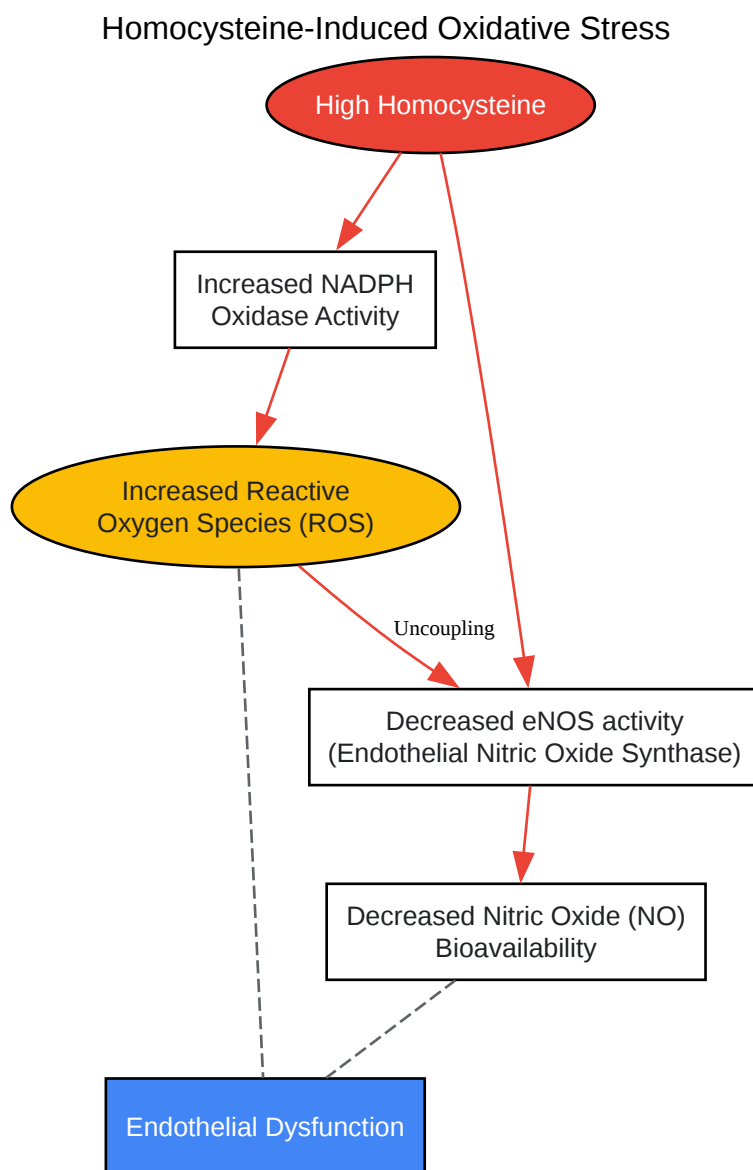 Homocysteine-Induced Oxidative Stress
High Homocysteine
Increased NADPH
Oxidase Activity
Increased Reactive
Oxygen Species (ROS)
Uncoupling
Decreased eNOS activity
(Endothelial Nitric Oxide Synthase)
Decreased Nitric Oxide (NO)
Bioavailability
Endothelial Dysfunction